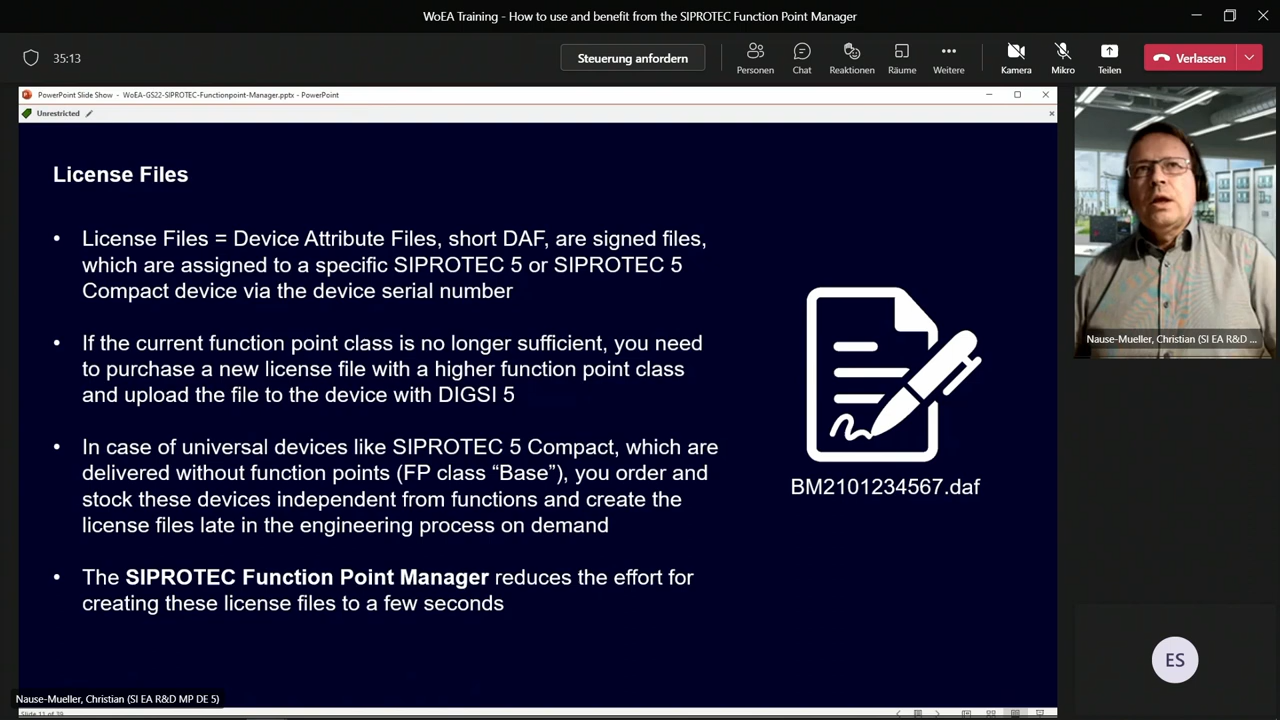 WoEA Training - How to use and benefit from the SIPROTEC Function Point Manager
35:13
Steuerung anfordern
Personen
Chat
Reaktionen
Räume
Weitere
Kamera
Mikro
Teilen
Verlassen
PowerPoint Slide Show - WoEA-GS22-SIPROTEC-Functionpoint-Manager.pptx - PowerPoint
Unrestricted
License Files
• License Files = Device Attribute Files, short DAF, are signed files,
which are assigned to a specific SIPROTEC 5 or SIPROTEC 5
Compact device via the device serial number
• If the current function point class is no longer sufficient, you need
to purchase a new license file with a higher function point class
and upload the file to the device with DIGSI 5
• In case of universal devices like SIPROTEC 5 Compact, which are
delivered without function points (FP class “Base”), you order and
stock these devices independent from functions and create the
license files late in the engineering process on demand
• The SIPROTEC Function Point Manager reduces the effort for
creating these license files to a few seconds
BM2101234567.daf
Nause-Mueller, Christian (SI EA R&D ...
ES
Nause-Mueller, Christian (SI EA R&D MP DE 5)